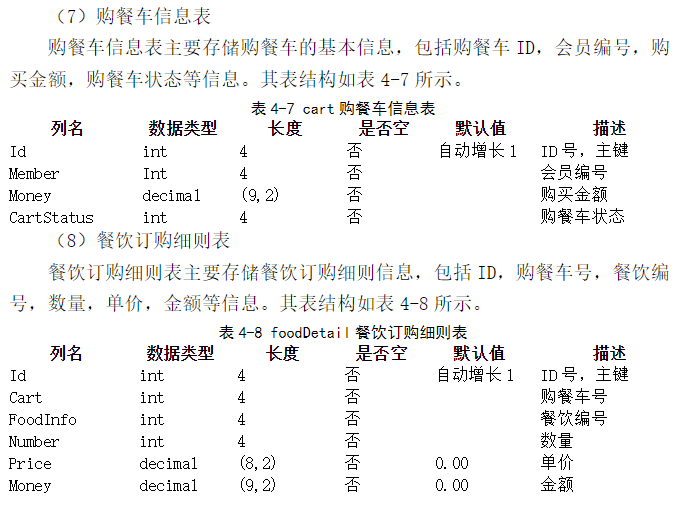 （7）购餐车信息表
购餐车信息表主要存储购餐车的基本信息，包括购餐车 ID，会员编号，购
买金额，购餐车状态等信息。其表结构如表 4-7 所示。
表 4-7 cart 购餐车信息表
列名 数据类型 长度 是否空 默认值 描述
Id int 4 否 自动增长 1 ID 号，主键
Member Int 4 否 会员编号
Money decimal (9,2) 否 购买金额
CartStatus int 4 否 购餐车状态
（8）餐饮订购细则表
餐饮订购细则表主要存储餐饮订购细则信息，包括 ID，购餐车号，餐饮编
号，数量，单价，金额等信息。其表结构如表 4-8 所示。
表 4-8 foodDetail 餐饮订购细则表
列名 数据类型 长度 是否空 默认值 描述
Id int 4 否 自动增长 1 ID 号，主键
Cart int 4 否 购餐车号
FoodInfo int 4 否 餐饮编号
Number int 4 否 数量
Price decimal (8,2) 否 0.00 单价
Money decimal (9,2) 否 0.00 金额